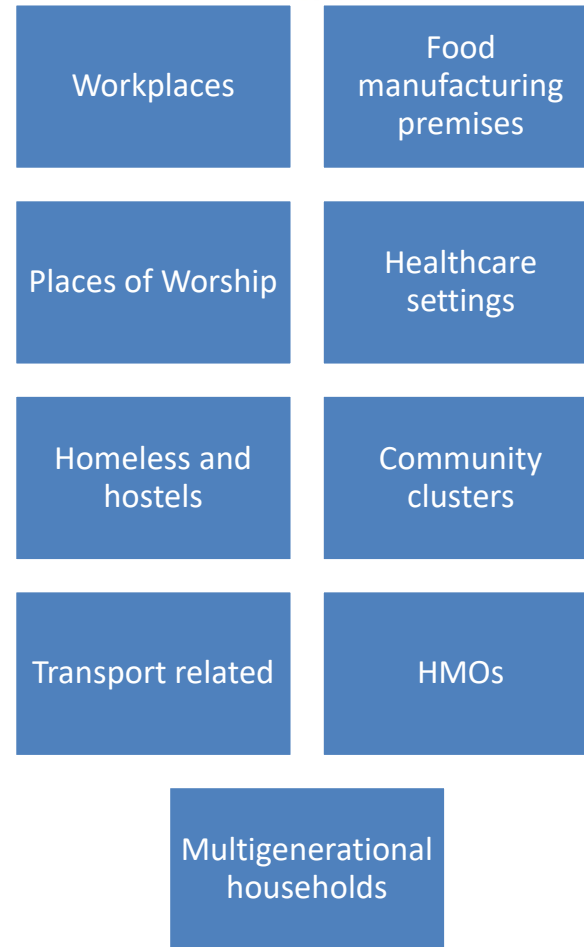 Workplaces
Food
manufacturing
premises
Places of Worship
Healthcare
settings
Homeless and
hostels
Community
clusters
Transport related
HMOs
Multigenerational
households